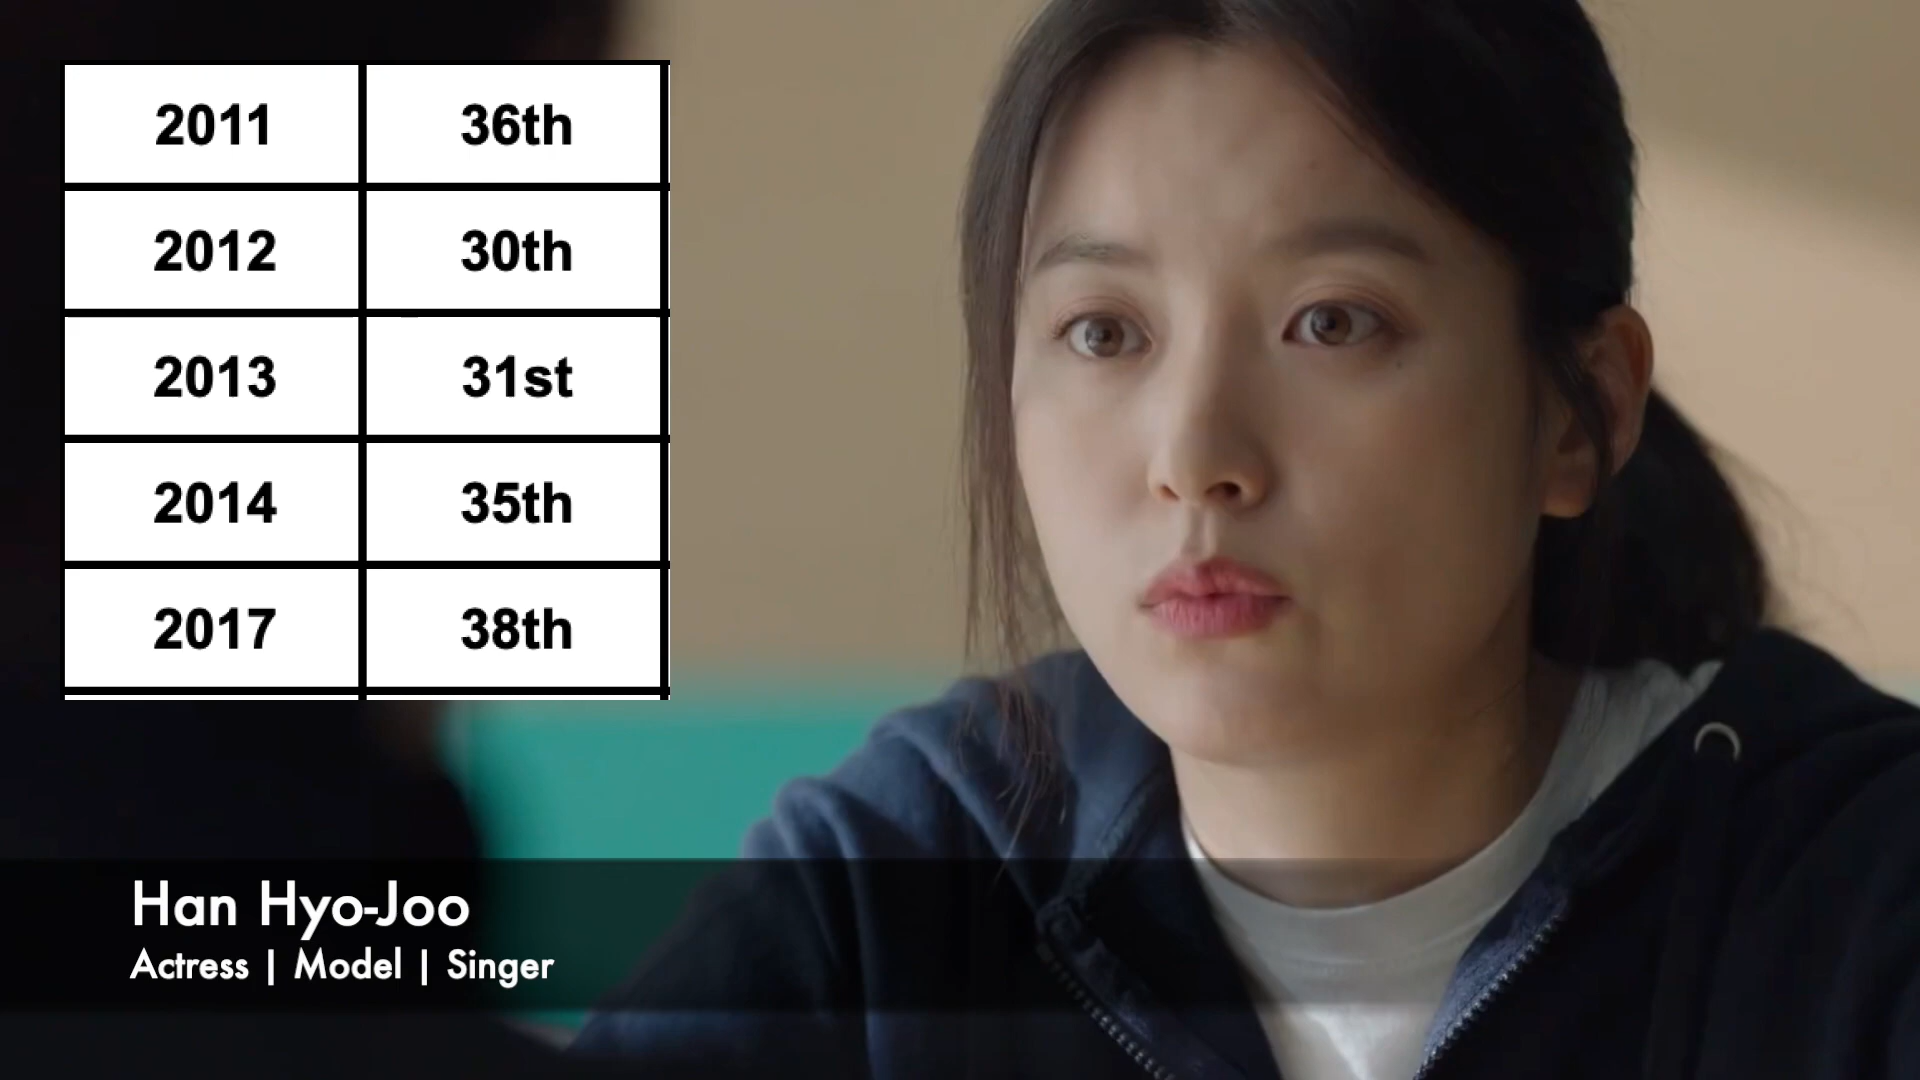 2011 36th
2012 30th
2013 31st
2014 35th
2017 38th
Han Hyo-Joo
Actress | Model | Singer